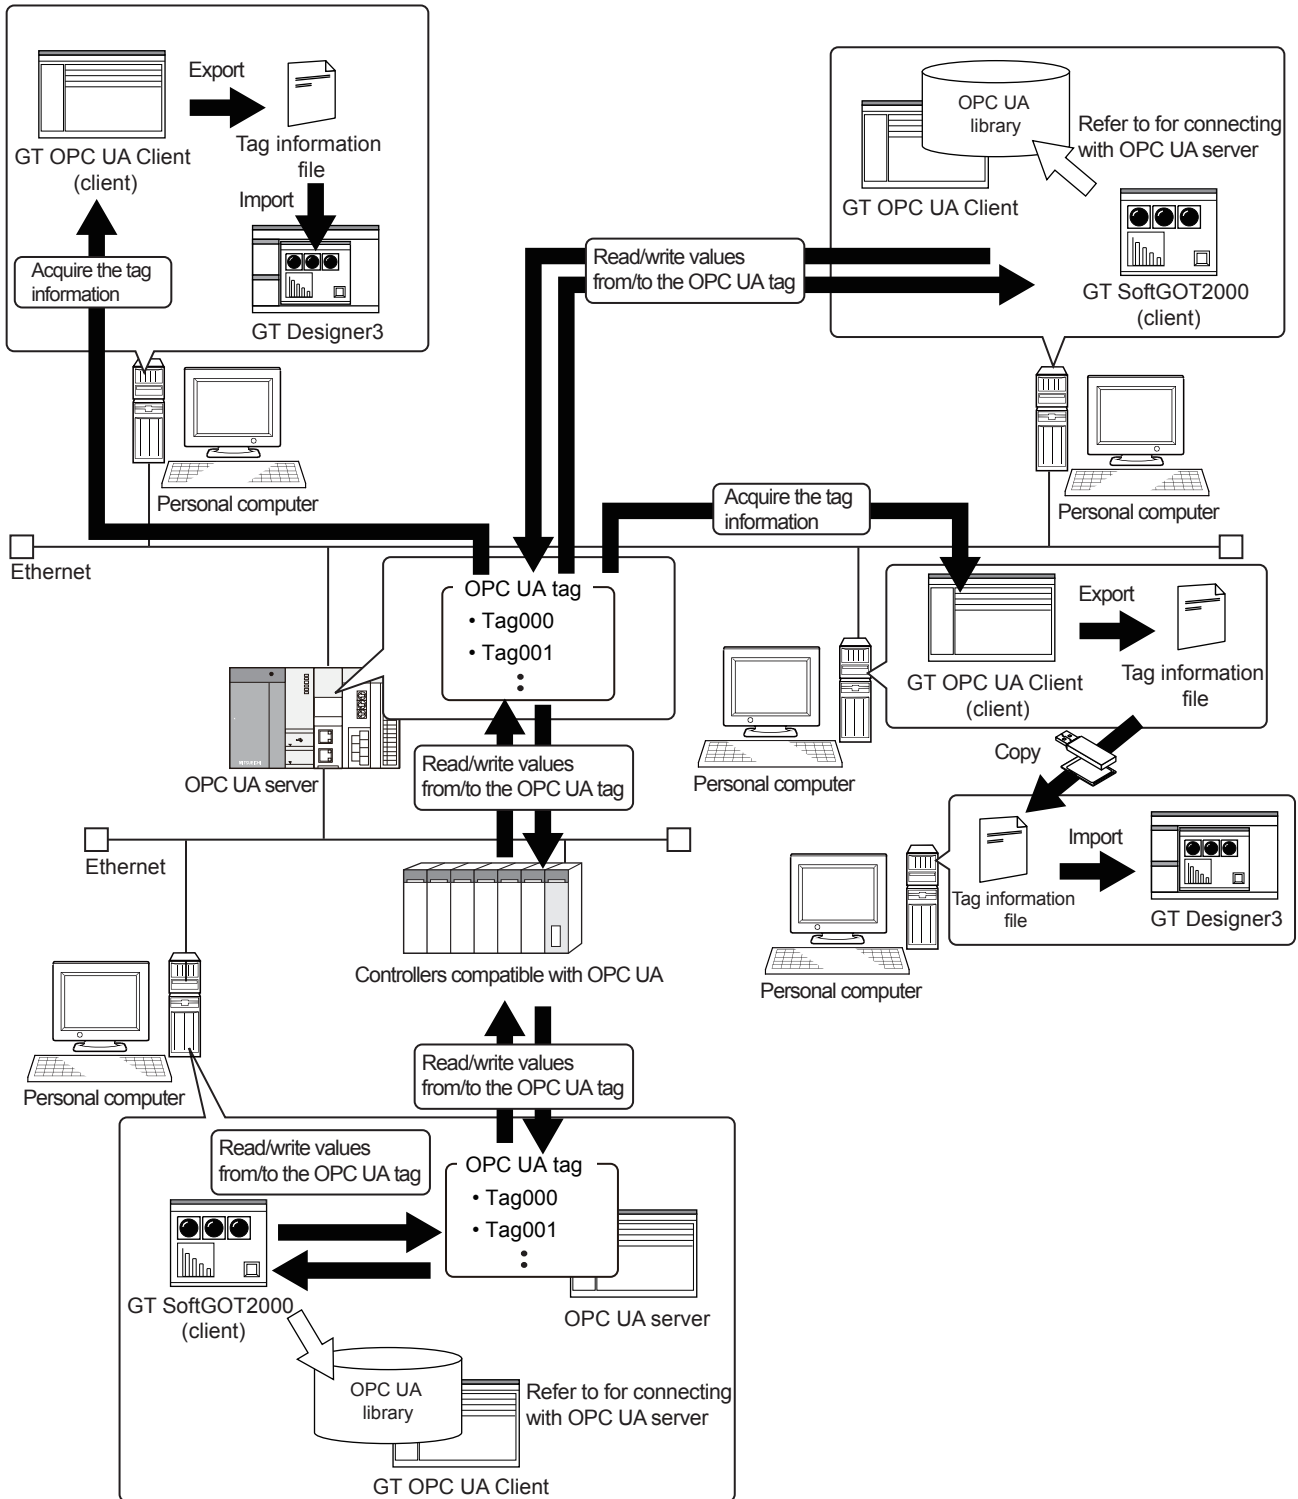 Export
GT OPC UA Client
(client)
Tag information
file
Import
GT Designer3
Acquire the tag
information
Personal computer
OPC UA
library
Refer to for connecting
with OPC UA server
GT OPC UA Client
GT SoftGOT2000
(client)
Read/write values
from/to the OPC UA tag
Personal computer
Acquire the tag
information
Ethernet
OPC UA tag
• Tag000
• Tag001
:
OPC UA server
Export
GT OPC UA Client
(client)
Tag information
file
Personal computer
Copy
Read/write values
from/to the OPC UA tag
Ethernet
Tag information
file
Import
GT Designer3
Personal computer
Controllers compatible with OPC UA
Read/write values
from/to the OPC UA tag
Personal computer
Read/write values
from/to the OPC UA tag
OPC UA tag
• Tag000
• Tag001
:
OPC UA server
GT SoftGOT2000
(client)
OPC UA
library
Refer to for connecting
with OPC UA server
GT OPC UA Client